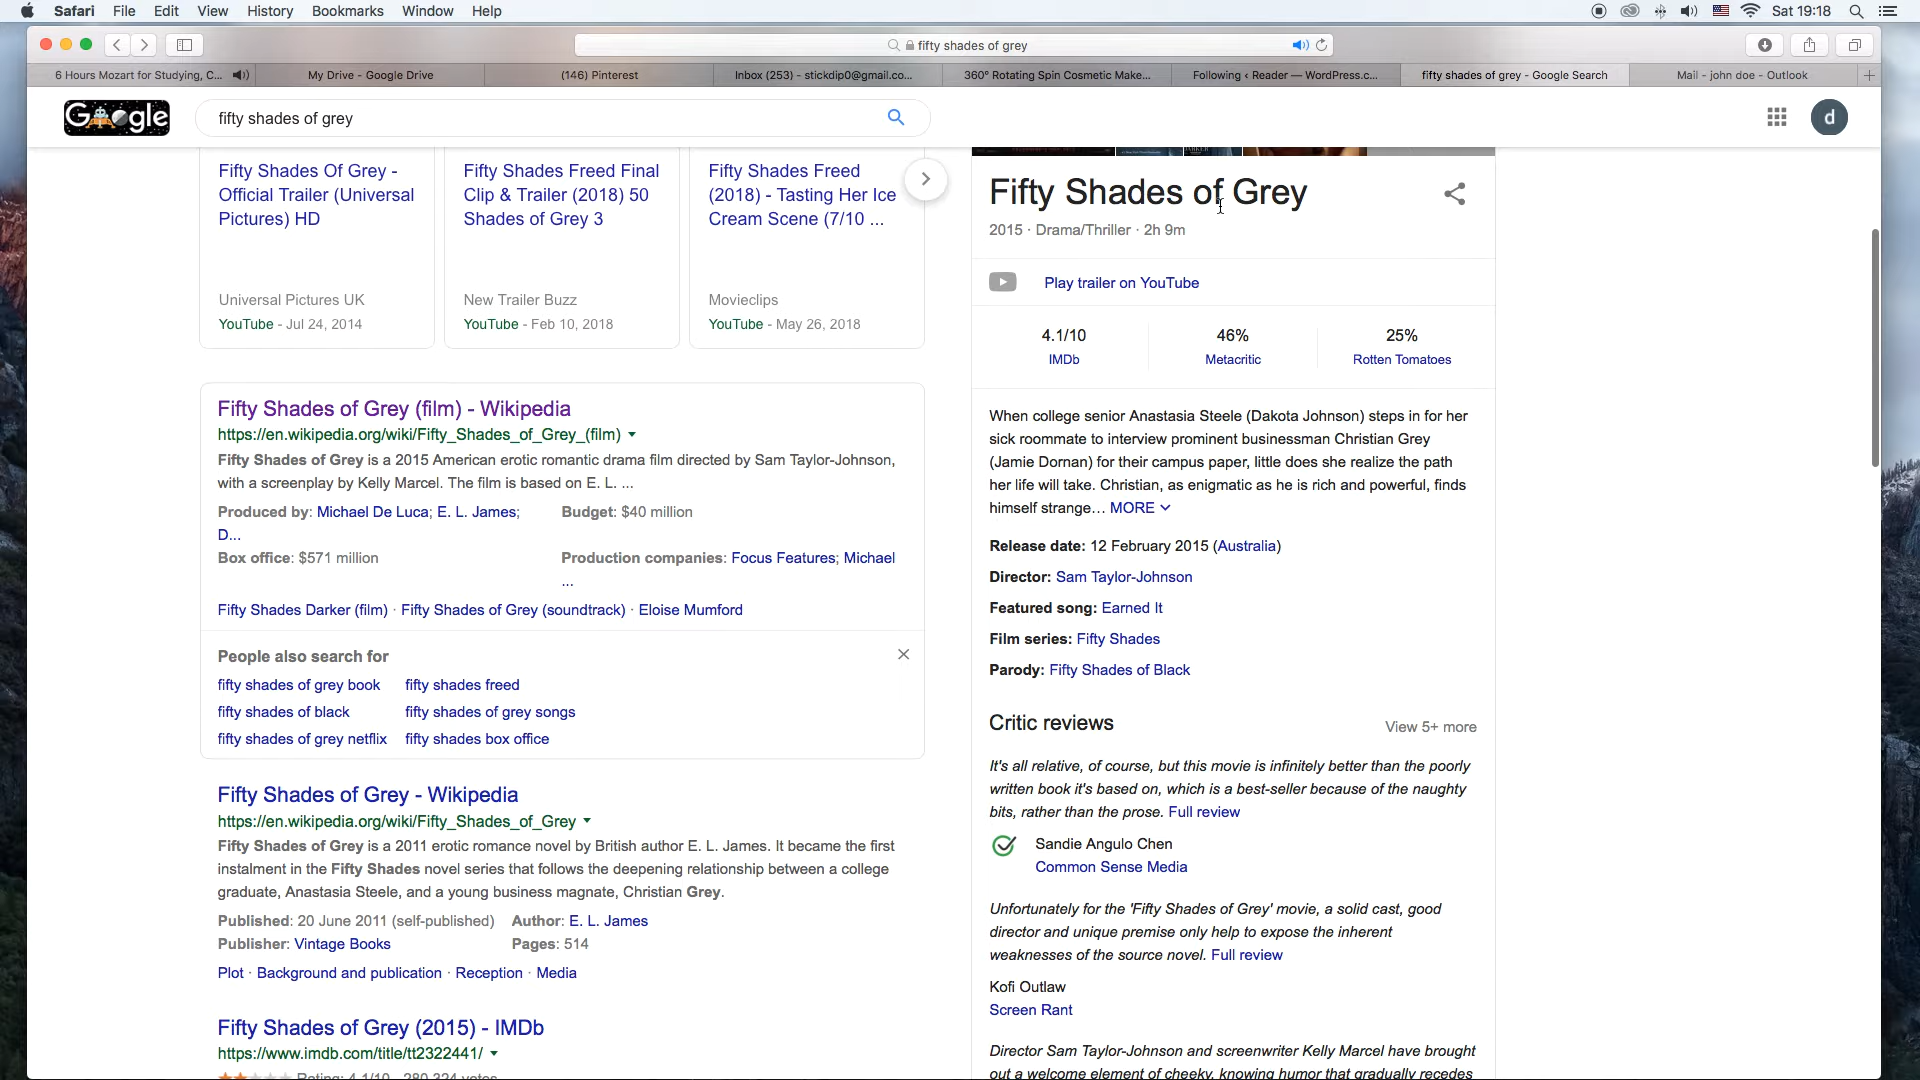 Safari File Edit View History Bookmarks Window Help
Sat 19:18
fifty shades of grey
6 Hours Mozart for Studying, C...
My Drive - Google Drive
(146) Pinterest
Inbox (253) - stickdip0@gmail.co...
360° Rotating Spin Cosmetic Make...
Following ‹ Reader — WordPress.c...
fifty shades of grey - Google Search
Mail - john doe - Outlook
Google
fifty shades of grey
d
Fifty Shades Of Grey -
Official Trailer (Universal
Pictures) HD
Universal Pictures UK
YouTube - Jul 24, 2014
Fifty Shades Freed Final
Clip & Trailer (2018) 50
Shades of Grey 3
New Trailer Buzz
YouTube - Feb 10, 2018
Fifty Shades Freed
(2018) - Tasting Her Ice
Cream Scene (7/10 ...
Movieclips
YouTube - May 26, 2018
Fifty Shades of Grey (film) - Wikipedia
https://en.wikipedia.org/wiki/Fifty_Shades_of_Grey_(film)
Fifty Shades of Grey is a 2015 American erotic romantic drama film directed by Sam Taylor-Johnson,
with a screenplay by Kelly Marcel. The film is based on E. L. ...
Produced by: Michael De Luca; E. L. James;
D...
Budget: $40 million
Box office: $571 million
Production companies: Focus Features; Michael
...
Fifty Shades Darker (film) · Fifty Shades of Grey (soundtrack) · Eloise Mumford
People also search for
fifty shades of grey book
fifty shades freed
fifty shades of black
fifty shades of grey songs
fifty shades of grey netflix
fifty shades box office
Fifty Shades of Grey - Wikipedia
https://en.wikipedia.org/wiki/Fifty_Shades_of_Grey
Fifty Shades of Grey is a 2011 erotic romance novel by British author E. L. James. It became the first
instalment in the Fifty Shades novel series that follows the deepening relationship between a college
graduate, Anastasia Steele, and a young business magnate, Christian Grey.
Published: 20 June 2011 (self-published)
Author: E. L. James
Publisher: Vintage Books
Pages: 514
Plot · Background and publication · Reception · Media
Fifty Shades of Grey (2015) - IMDb
https://www.imdb.com/title/tt2322441/
Rating: 4.1/10 280,324 votes
Fifty Shades of Grey
2015 · Drama/Thriller · 2h 9m
Play trailer on YouTube
4.1/10
IMDb
46%
Metacritic
25%
Rotten Tomatoes
When college senior Anastasia Steele (Dakota Johnson) steps in for her
sick roommate to interview prominent businessman Christian Grey
(Jamie Dornan) for their campus paper, little does she realize the path
her life will take. Christian, as enigmatic as he is rich and powerful, finds
himself strange… MORE
Release date: 12 February 2015 (Australia)
Director: Sam Taylor-Johnson
Featured song: Earned It
Film series: Fifty Shades
Parody: Fifty Shades of Black
Critic reviews
View 5+ more
It's all relative, of course, but this movie is infinitely better than the poorly
written book it's based on, which is a best-seller because of the naughty
bits, rather than the prose. Full review
Sandie Angulo Chen
Common Sense Media
Unfortunately for the 'Fifty Shades of Grey' movie, a solid cast, good
director and unique premise only help to expose the inherent
weaknesses of the source novel. Full review
Kofi Outlaw
Screen Rant
Director Sam Taylor-Johnson and screenwriter Kelly Marcel have brought
out a welcome element of cheeky, knowing humor that gradually recedes